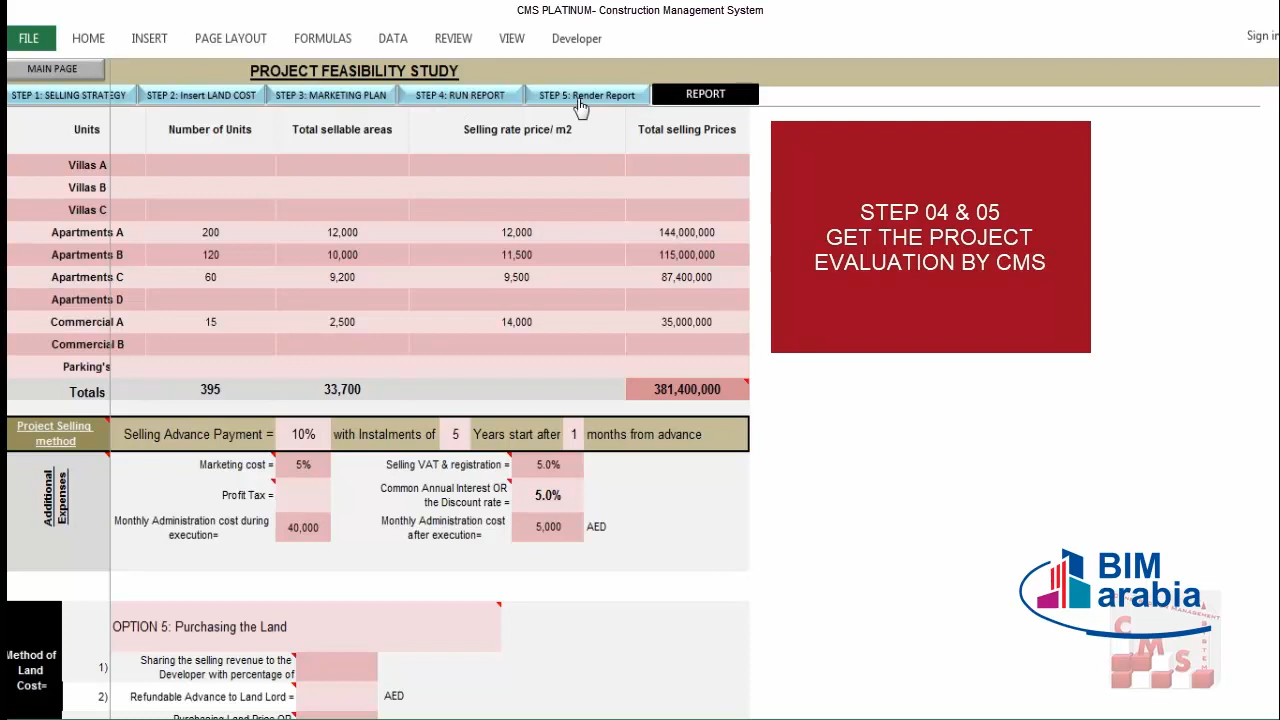 CMS PLATINUM- Construction Management System
FILE HOME INSERT PAGE LAYOUT FORMULAS DATA REVIEW VIEW Developer Sign in
MAIN PAGE PROJECT FEASIBILITY STUDY
STEP 1: SELLING STRATEGY STEP 2: Insert LAND COST STEP 3: MARKETING PLAN STEP 4: RUN REPORT STEP 5: Render Report REPORT
Units Number of Units Total sellable areas Selling rate price/ m2 Total selling Prices
Villas A
Villas B
Villas C
Apartments A 200 12,000 12,000 144,000,000
Apartments B 120 10,000 11,500 115,000,000
Apartments C 60 9,200 9,500 87,400,000
Apartments D
Commercial A 15 2,500 14,000 35,000,000
Commercial B
Parking's
Totals 395 33,700 381,400,000
STEP 04 & 05
GET THE PROJECT
EVALUATION BY CMS
Project Selling
method
Selling Advance Payment = 10% with Instalments of 5 Years start after 1 months from advance
Additional
Expenses
Marketing cost = 5% Selling VAT & registration = 5.0%
Profit Tax = Common Annual Interest OR
the Discount rate = 5.0%
Monthly Administration cost during
execution= 40,000 Monthly Administration cost
after execution= 5,000 AED
OPTION 5: Purchasing the Land
Method of
Land
Cost=
1) Sharing the selling revenue to the
Developer with percentage of
2) Refundable Advance to Land Lord = AED
Purchasing Land Price OR
BIM
arabia
C
M
S